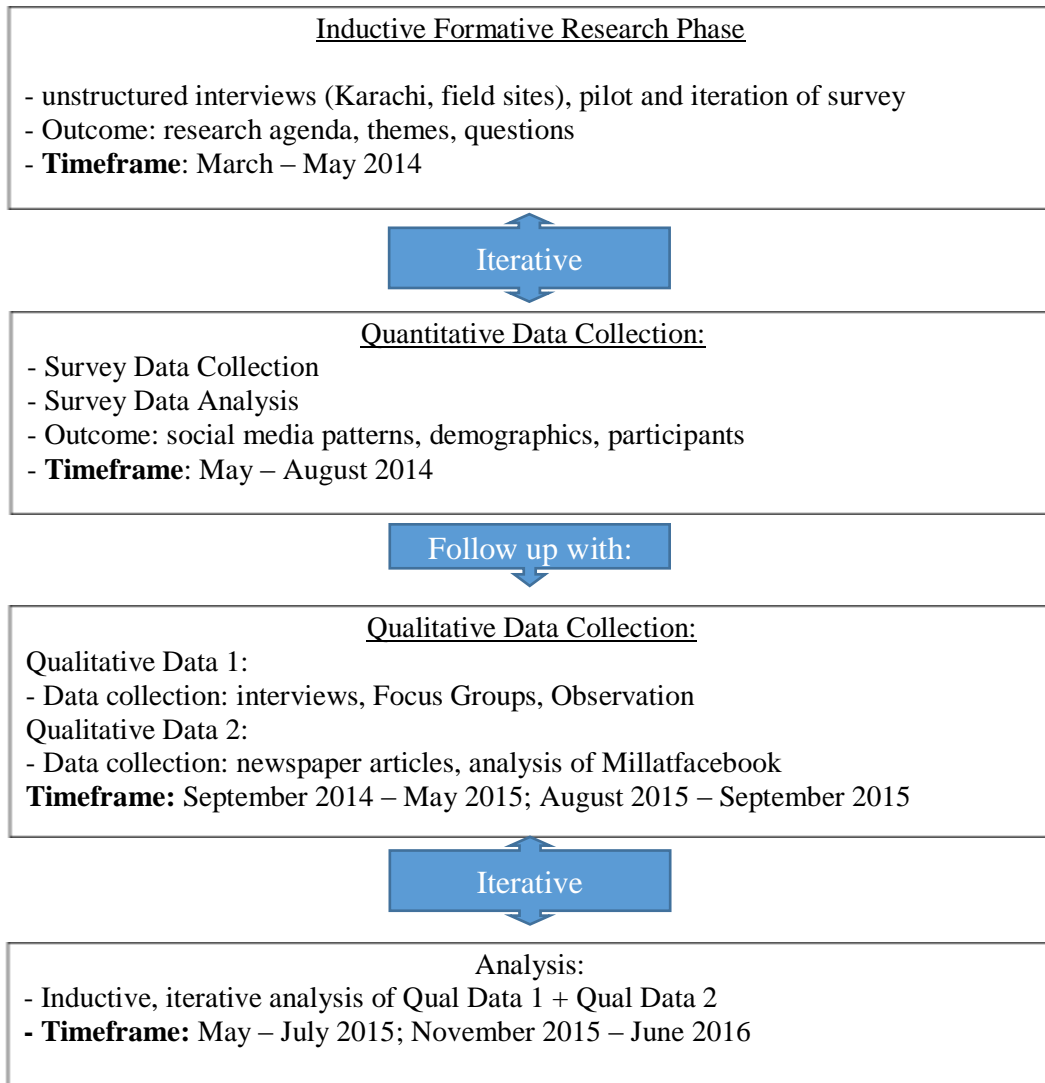 Inductive Formative Research Phase
- unstructured interviews (Karachi, field sites), pilot and iteration of survey
- Outcome: research agenda, themes, questions
- Timeframe: March – May 2014
Iterative
Quantitative Data Collection:
- Survey Data Collection
- Survey Data Analysis
- Outcome: social media patterns, demographics, participants
- Timeframe: May – August 2014
Follow up with:
Qualitative Data Collection:
Qualitative Data 1:
- Data collection: interviews, Focus Groups, Observation
Qualitative Data 2:
- Data collection: newspaper articles, analysis of Millatfacebook
Timeframe: September 2014 – May 2015; August 2015 – September 2015
Iterative
Analysis:
- Inductive, iterative analysis of Qual Data 1 + Qual Data 2
- Timeframe: May – July 2015; November 2015 – June 2016